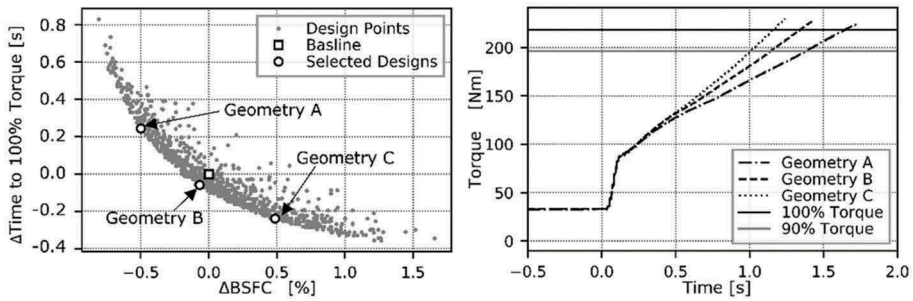 ΔTime to 100% Torque [s]
0.8
0.6
0.4
0.2
0.0
−0.2
−0.4
Design Points
Basline
Selected Designs
Geometry A
Geometry C
Geometry B
−0.5
0.0
0.5
1.0
1.5
ΔBSFC [%]
Torque [Nm]
200
150
100
50
0
Geometry A
Geometry B
Geometry C
100% Torque
90% Torque
−0.5
0.0
0.5
1.0
1.5
2.0
Time [s]